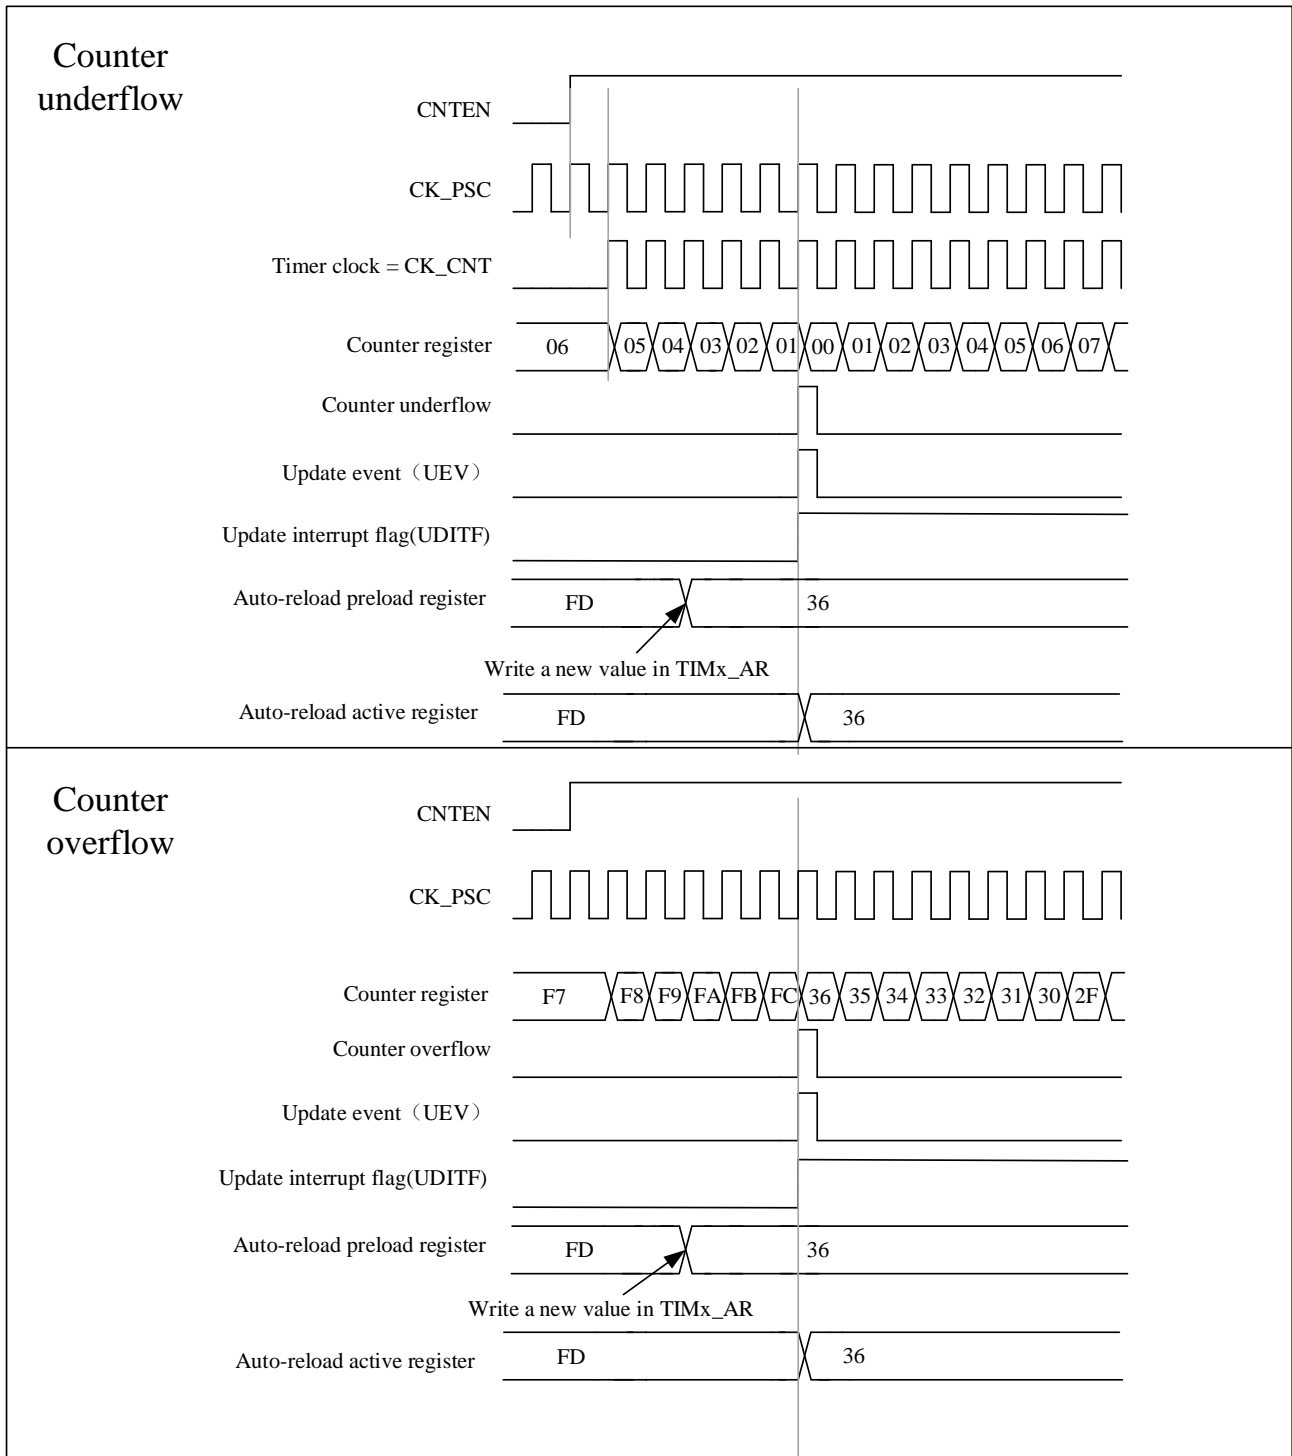 Counter
underflow
CNTEN
CK_PSC
Timer clock = CK_CNT
Counter register 06 05 04 03 02 01 00 01 02 03 04 05 06 07
Counter underflow
Update event（UEV）
Update interrupt flag(UDITF)
Auto-reload preload register FD 36
Write a new value in TIMx_AR
Auto-reload active register FD 36
Counter
overflow
CNTEN
CK_PSC
Counter register F7 F8 F9 FA FB FC 36 35 34 33 32 31 30 2F
Counter overflow
Update event（UEV）
Update interrupt flag(UDITF)
Auto-reload preload register FD 36
Write a new value in TIMx_AR
Auto-reload active register FD 36